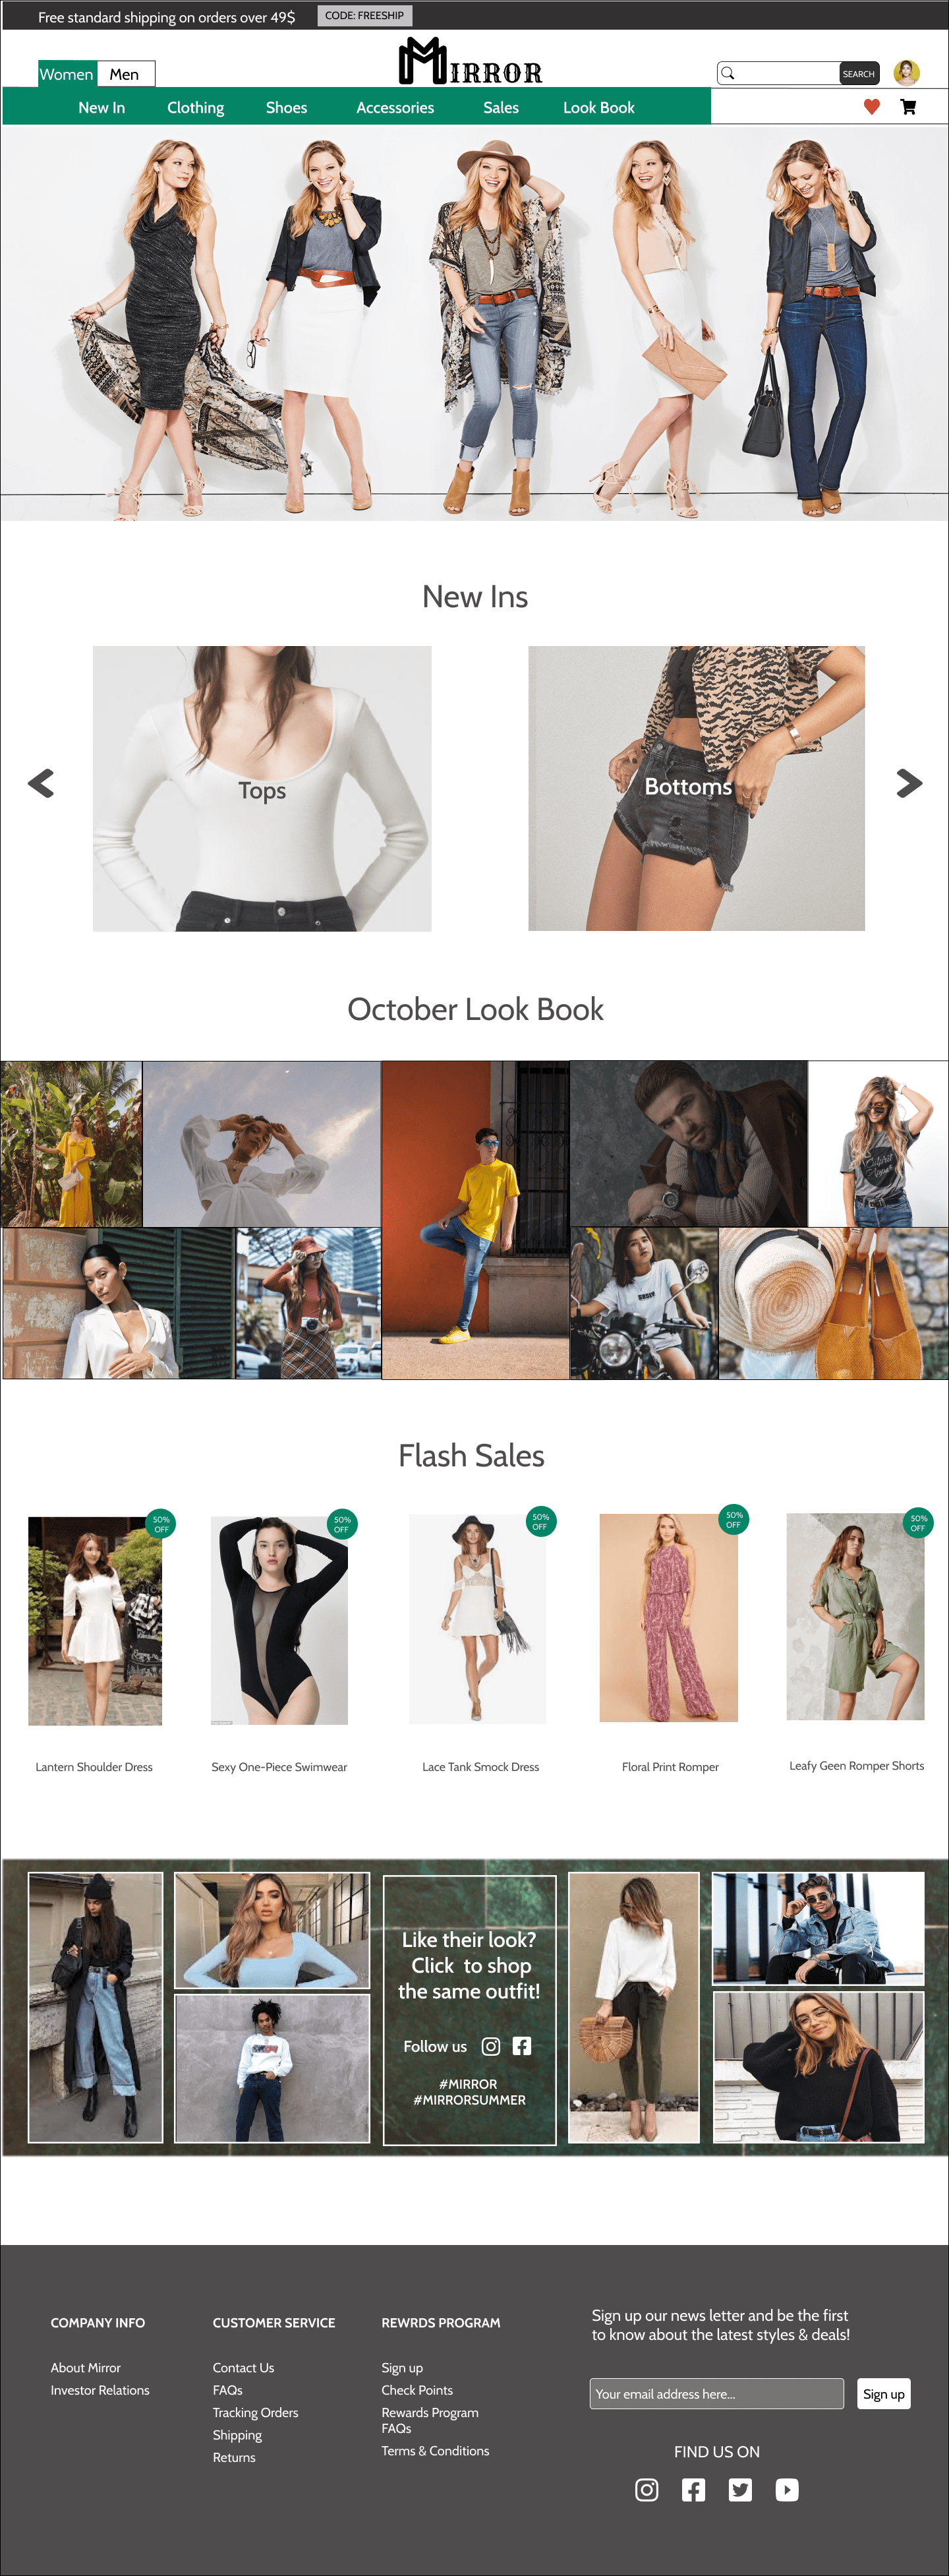 Free standard shipping on orders over 49$
CODE: FREESHIP
MIRROR
Women
Men
SEARCH
New In
Clothing
Shoes
Accessories
Sales
Look Book
New Ins
Tops
Bottoms
October Look Book
Flash Sales
50%
OFF
50%
OFF
50%
OFF
50%
OFF
50%
OFF
Lantern Shoulder Dress
Sexy One-Piece Swimwear
Lace Tank Smock Dress
Floral Print Romper
Leafy Geen Romper Shorts
Like their look?
Click to shop
the same outfit!
Follow us
#MIRROR
#MIRRORSUMMER
COMPANY INFO
About Mirror
Investor Relations
CUSTOMER SERVICE
Contact Us
FAQs
Tracking Orders
Shipping
Returns
REWRDS PROGRAM
Sign up
Check Points
Rewards Program
FAQs
Terms & Conditions
Sign up our news letter and be the first
to know about the latest styles & deals!
Your email address here...
Sign up
FIND US ON